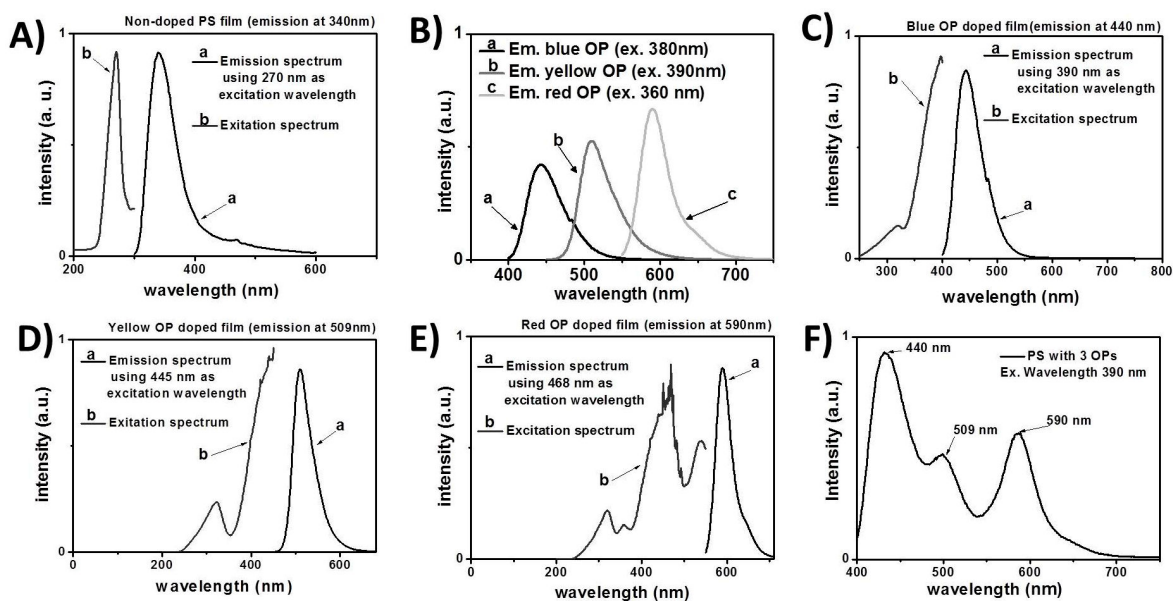 A)
Non-doped PS film (emission at 340nm)
1
b
a Emission spectrum
using 270 nm as
excitation wavelength
b Exitation spectrum
a
intensity (a. u.)
2
200 400 600
wavelength (nm)
B)
1
a Em. blue OP (ex. 380nm)
b Em. yellow OP (ex. 390nm)
c Em. red OP (ex. 360 nm)
b
a
c
intensity (a.u.)
0
400 500 600 700
wavelength (nm)
C)
Blue OP doped film(emission at 440 nm)
1
a Emission spectrum
using 390 nm as
excitation wavelength
b
b Excitation spectrum
a
intensity (a. u.)
0
300 400 500 600 700 800
wavelength (nm)
D)
Yellow OP doped film (emission at 509nm)
1
a Emission spectrum
using 445 nm as
excitation wavelength
b Exitation spectrum
a
b
intensity (a.u.)
0
0 200 400 600
wavelength (nm)
E)
Red OP doped film (emission at 590nm)
1
a Emission spectrum
using 468 nm as
excitation wavelength
b Excitation spectrum
a
b
intensity (a.u.)
0
0 100 200 300 400 500 600
wavelength (nm)
F)
1
440 nm
PS with 3 OPs
Ex. Wavelength 390 nm
509 nm
590 nm
Intensity (a.u.)
0
400 500 600 700
wavelength (nm)